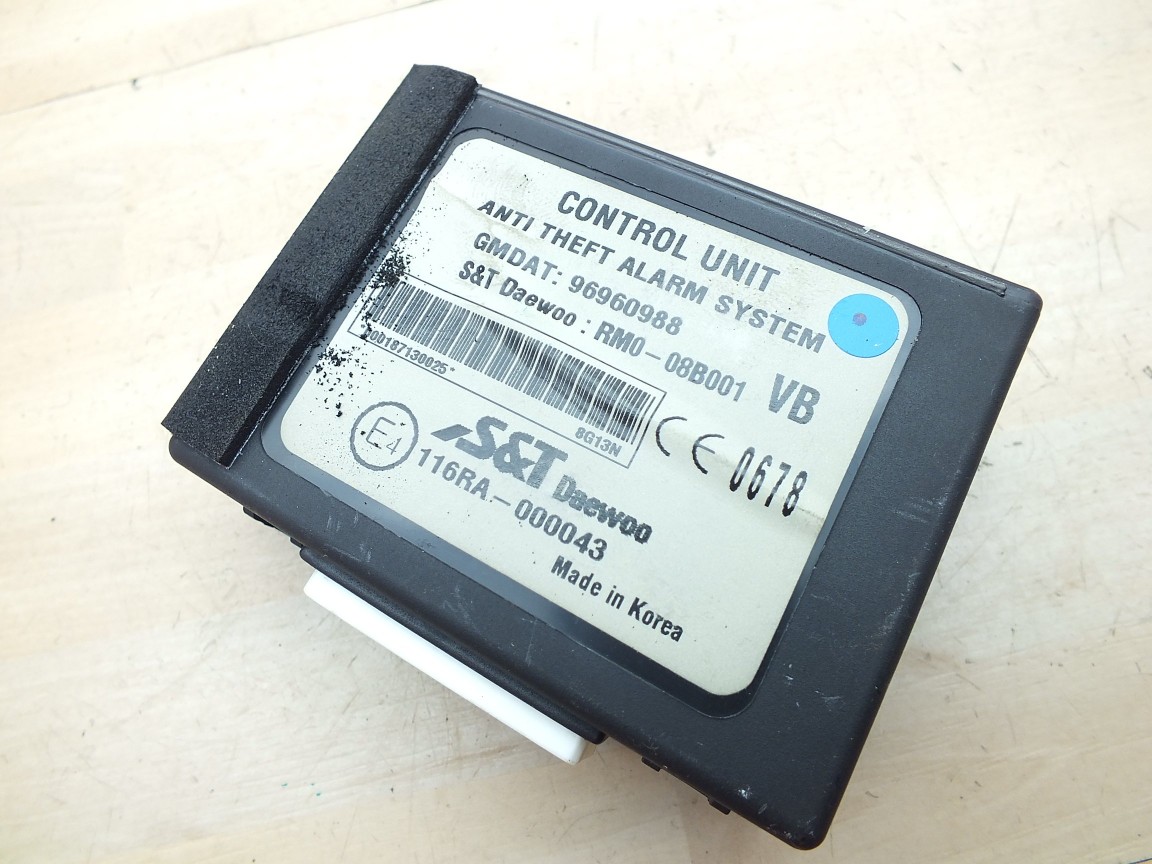 CONTROL UNIT
ANTI THEFT ALARM SYSTEM
GMDAT: 96960988
S&T Daewoo : RM0-08B001 VB
8G13N
CE 0678
E4
S&T Daewoo
116RA-000043
Made in Korea